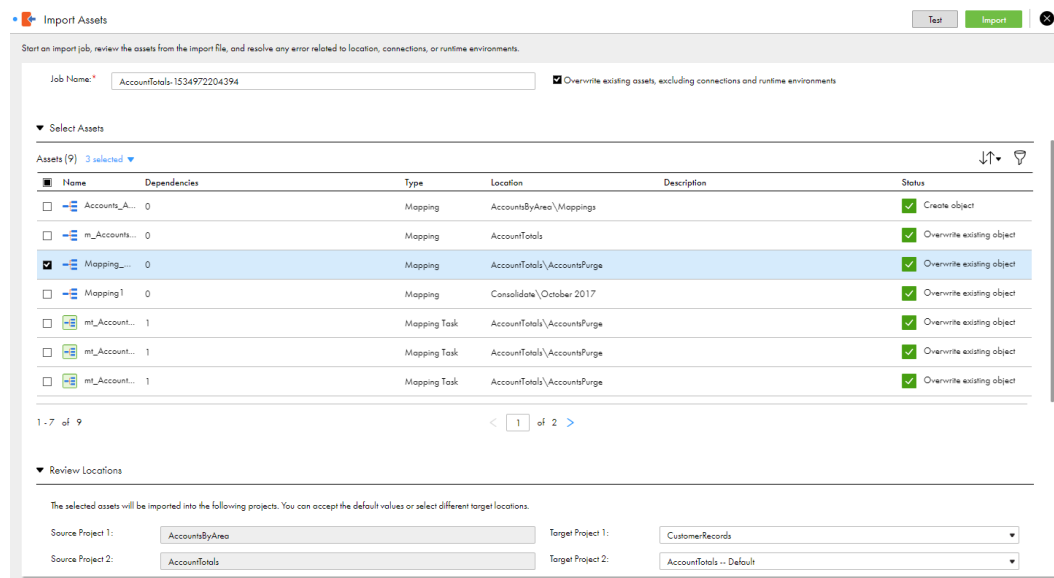 Import Assets Test Import
Start an import job, review the assets from the import file, and resolve any error related to location, connections, or runtime environments.
Job Name:* AccountTotals-1534972204394 Overwrite existing assets, excluding connections and runtime environments
Select Assets
Assets (9) 3 selected
Name Dependencies Type Location Description Status
Accounts_A... 0 Mapping AccountsByArea\Mappings Create object
m_Accounts... 0 Mapping AccountTotals Overwrite existing object
Mapping_... 0 Mapping AccountTotals\AccountsPurge Overwrite existing object
Mapping1 0 Mapping Consolidate\October 2017 Overwrite existing object
mt_Account... 1 Mapping Task AccountTotals\AccountsPurge Overwrite existing object
mt_Account... 1 Mapping Task AccountTotals\AccountsPurge Overwrite existing object
mt_Account... 1 Mapping Task AccountTotals\AccountsPurge Overwrite existing object
1-7 of 9 < 1 of 2 >
Review Locations
The selected assets will be imported into the following projects. You can accept the default values or select different target locations.
Source Project 1: AccountsByArea Target Project 1: CustomerRecords
Source Project 2: AccountTotals Target Project 2: AccountTotals -- Default